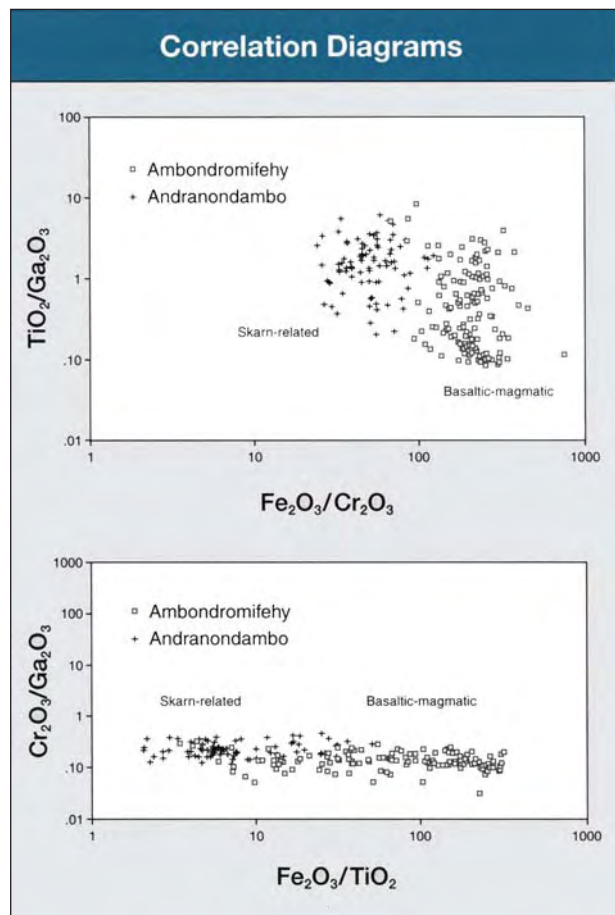 Correlation Diagrams
100
10
1
.10
.01
TiO₂/Ga₂O₃
□ Ambondromifehy
+ Andranondambo
Skarn-related
Basaltic-magmatic
1 10 100 1000
Fe₂O₃/Cr₂O₃
1000
100
10
1
.10
.01
Cr₂O₃/Ga₂O₃
□ Ambondromifehy
+ Andranondambo
Skarn-related Basaltic-magmatic
1 10 100 1000
Fe₂O₃/TiO₂